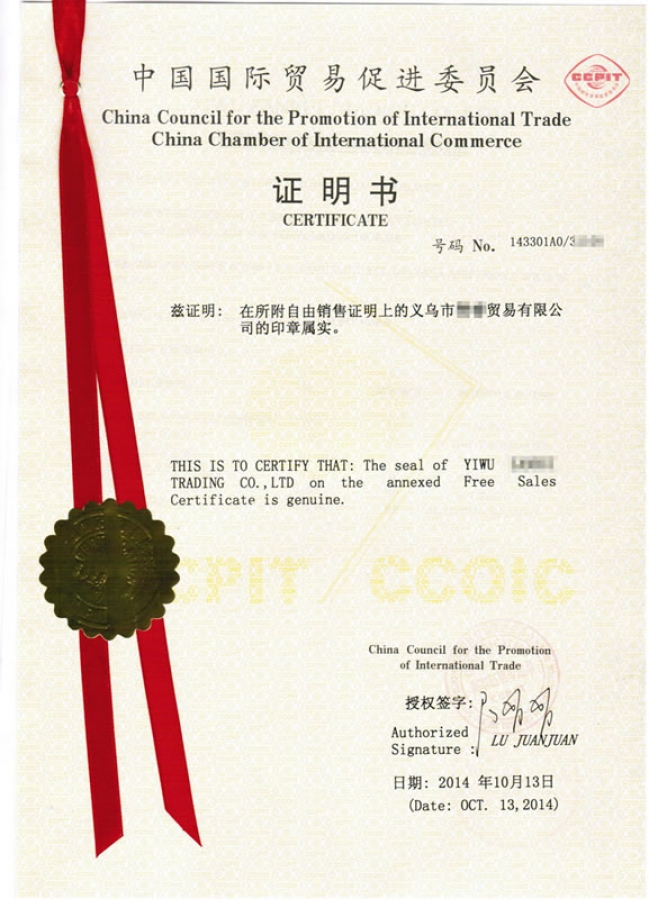 中国国际贸易促进委员会
CCPIT
China Council for the Promotion of International Trade
China Chamber of International Commerce
证明书
CERTIFICATE
号码 No. 143301A0/3
兹证明: 在所附自由销售证明上的义乌市 贸易有限公
司的印章属实。
THIS IS TO CERTIFY THAT: The seal of YIWU
TRADING CO.,LTD on the annexed Free Sales
Certificate is genuine.
CCPIT CCOIC
China Council for the Promotion
of International Trade
授权签字:
Authorized
Signature : LU JUANJUAN
日期: 2014 年10月13日
(Date: OCT. 13,2014)